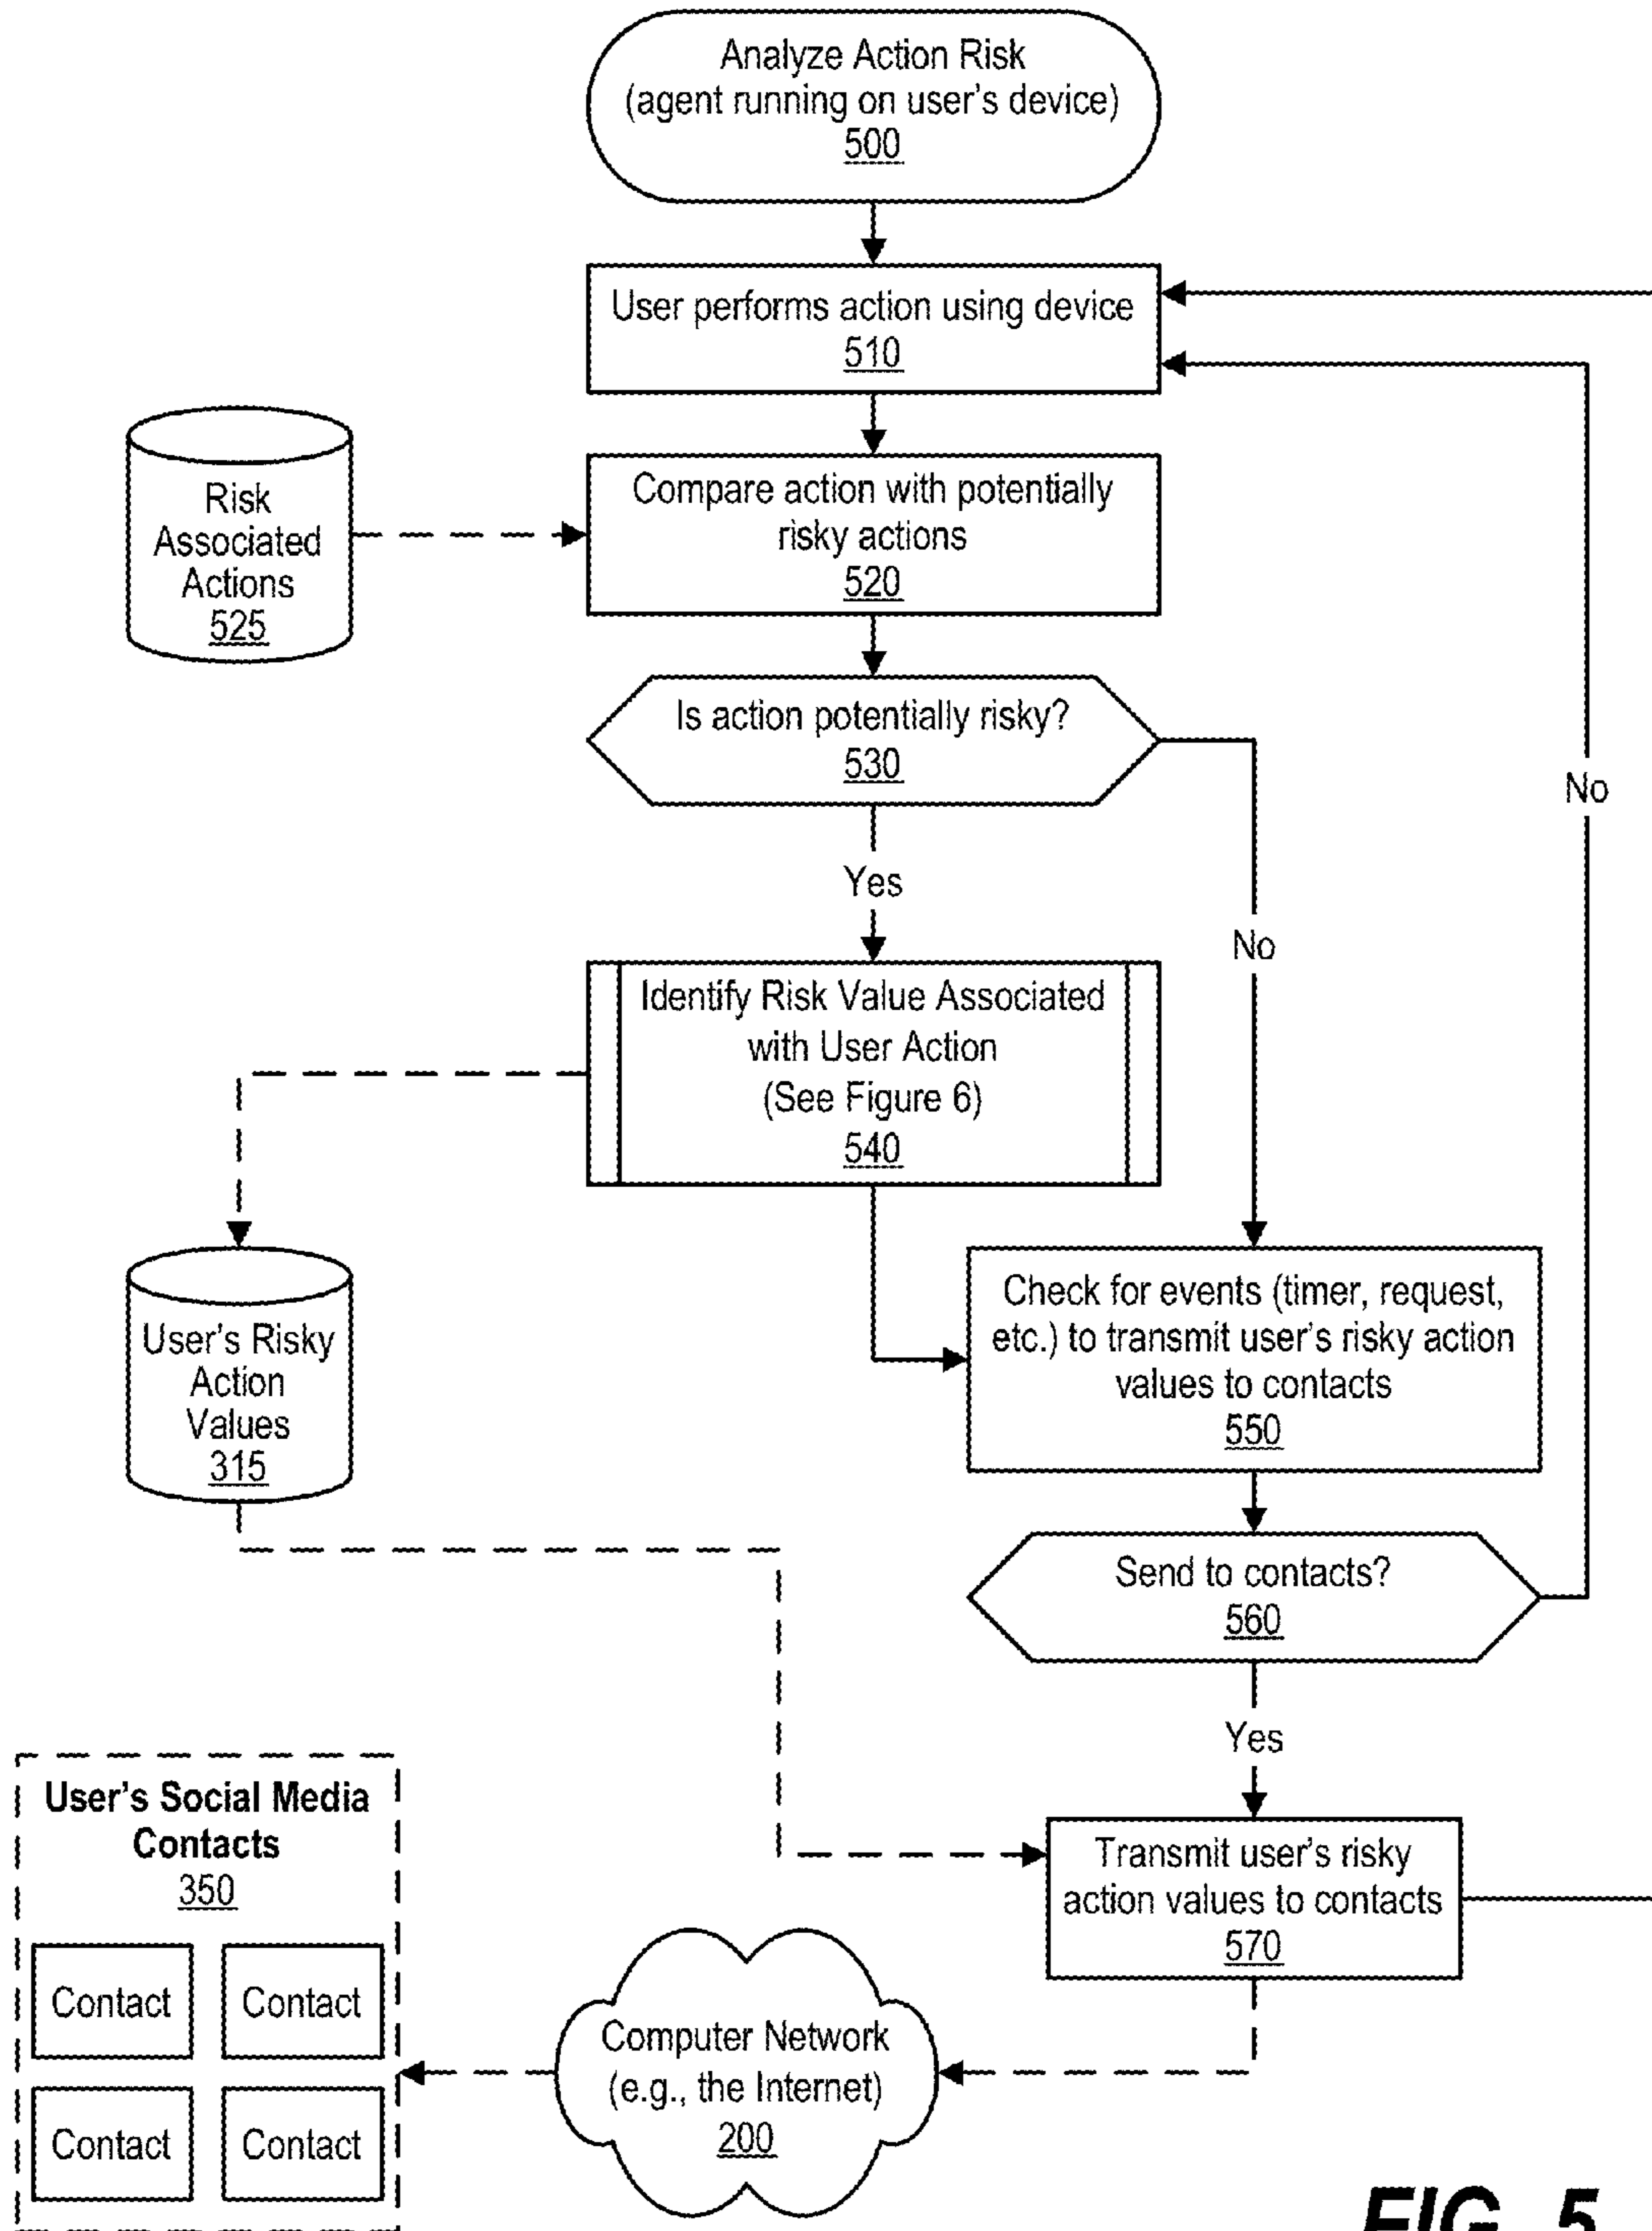 Analyze Action Risk
(agent running on user's device)
500
User performs action using device
510
Risk
Associated
Actions
525
Compare action with potentially
risky actions
520
Is action potentially risky?
530
No
Yes
No
Identify Risk Value Associated
with User Action
(See Figure 6)
540
User's Risky
Action
Values
315
Check for events (timer, request,
etc.) to transmit user's risky action
values to contacts
550
Send to contacts?
560
Yes
User's Social Media
Contacts
350
Contact
Contact
Contact
Contact
Transmit user's risky
action values to contacts
570
Computer Network
(e.g., the Internet)
200
FIG. 5